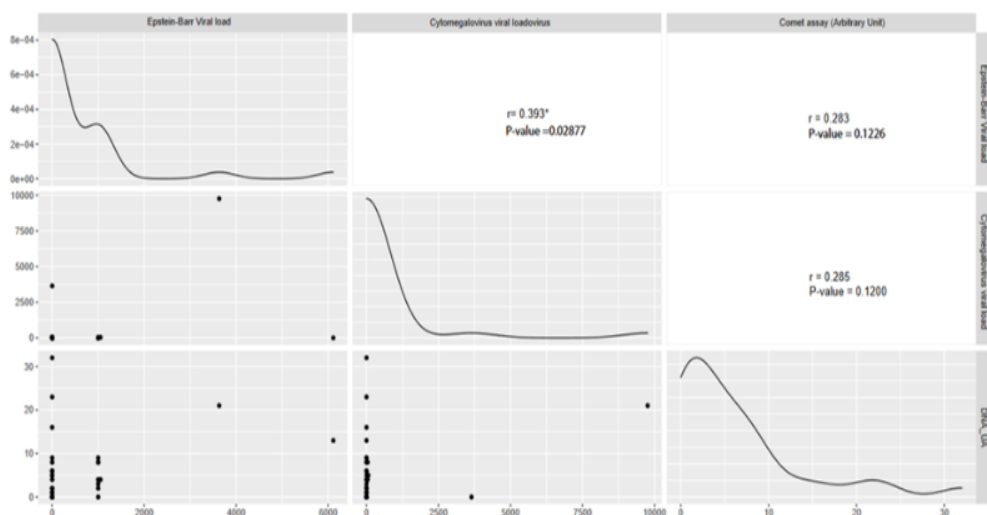 Epstein-Barr Viral load
Cytomegalovirus viral loadovirus
Comet assay (Arbitrary Unit)
8e-04
6e-04
4e-04
2e-04
0e+00
r= 0.393*
P-value =0.02877
r = 0.283
P-value = 0.1226
Epstein-Barr Viral load
10000
7500
5000
2500
0
r = 0.285
P-value = 0.1200
Cytomegalovirus viral load
30
20
10
0
DNA_UA
0
2000
4000
6000
0
2500
5000
7500
10000
0
10
20
30